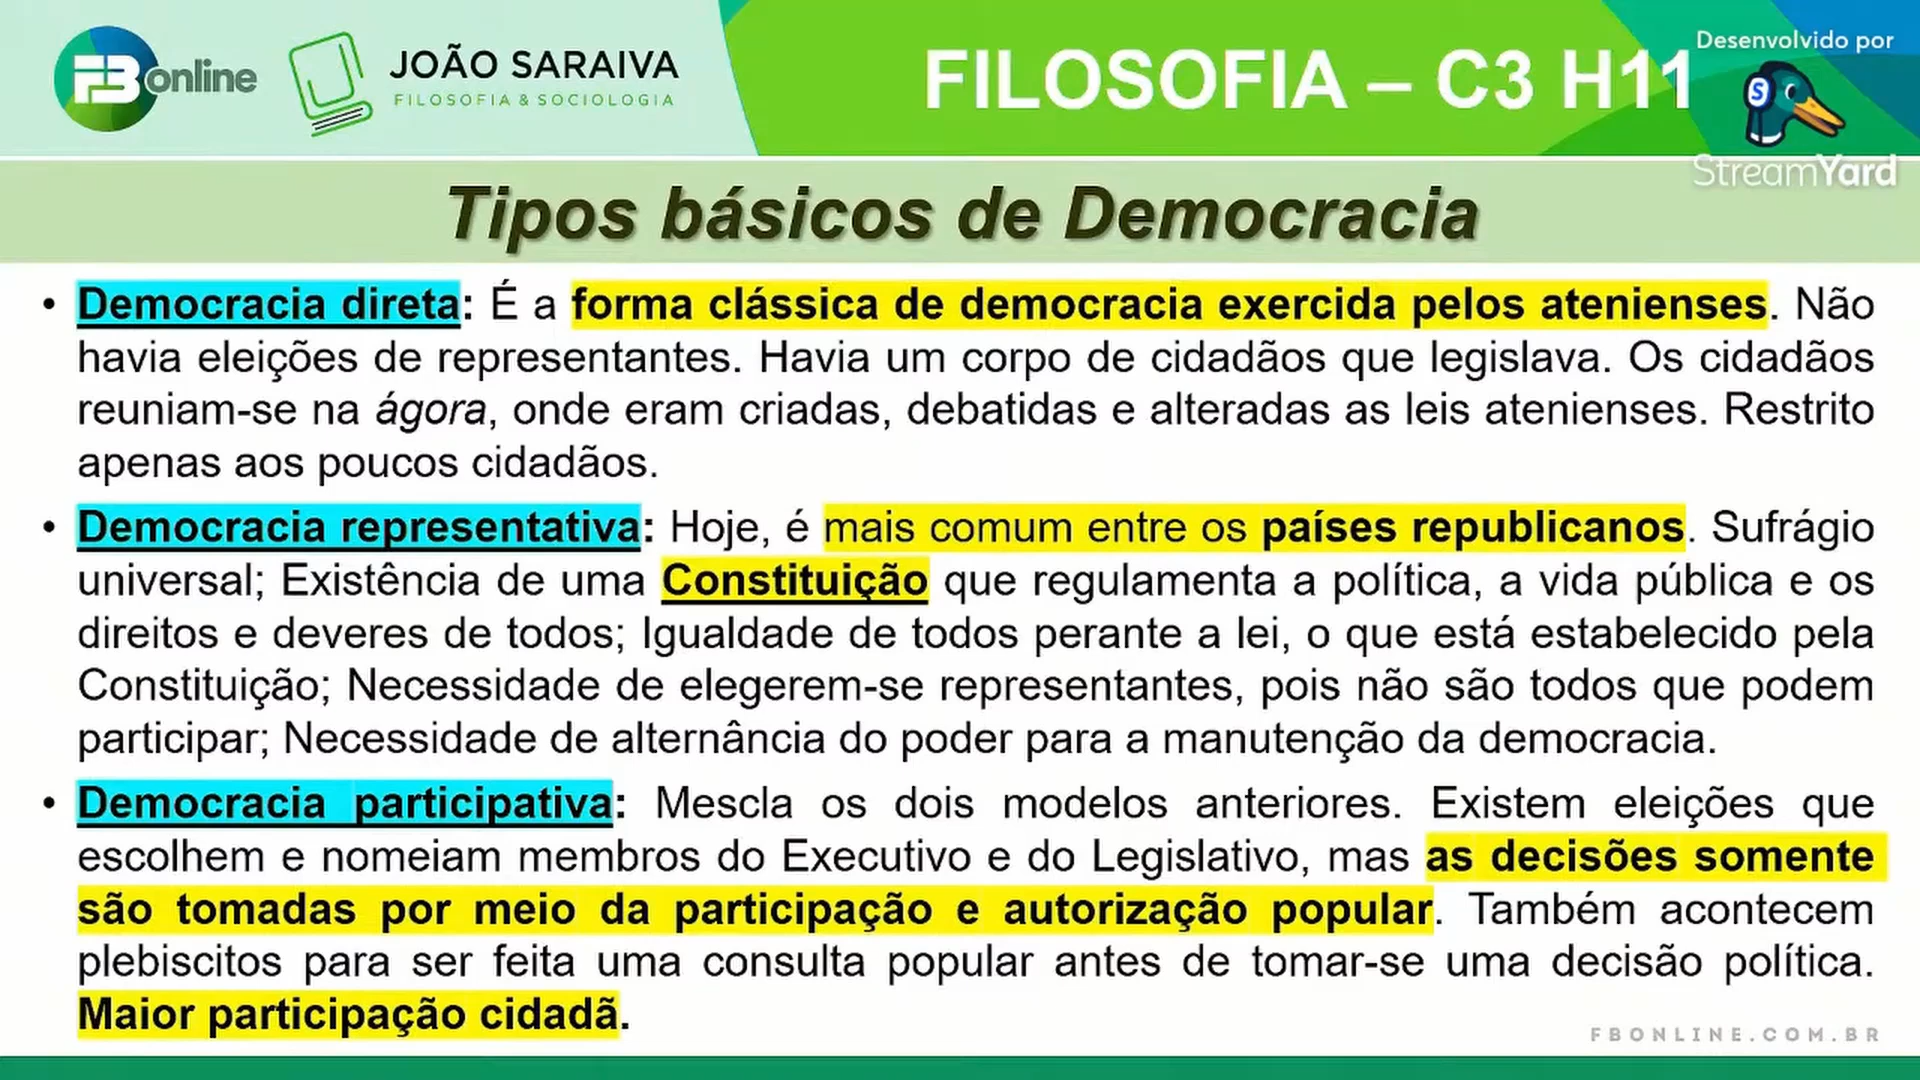 FB online
JOÃO SARAIVA
FILOSOFIA & SOCIOLOGIA
FILOSOFIA – C3 H11
Desenvolvido por
S
StreamYard
Tipos básicos de Democracia
• Democracia direta: É a forma clássica de democracia exercida pelos atenienses. Não
havia eleições de representantes. Havia um corpo de cidadãos que legislava. Os cidadãos
reuniam-se na ágora, onde eram criadas, debatidas e alteradas as leis atenienses. Restrito
apenas aos poucos cidadãos.
• Democracia representativa: Hoje, é mais comum entre os países republicanos. Sufrágio
universal; Existência de uma Constituição que regulamenta a política, a vida pública e os
direitos e deveres de todos; Igualdade de todos perante a lei, o que está estabelecido pela
Constituição; Necessidade de elegerem-se representantes, pois não são todos que podem
participar; Necessidade de alternância do poder para a manutenção da democracia.
• Democracia participativa: Mescla os dois modelos anteriores. Existem eleições que
escolhem e nomeiam membros do Executivo e do Legislativo, mas as decisões somente
são tomadas por meio da participação e autorização popular. Também acontecem
plebiscitos para ser feita uma consulta popular antes de tomar-se uma decisão política.
Maior participação cidadã.
FBONLINE.COM.BR